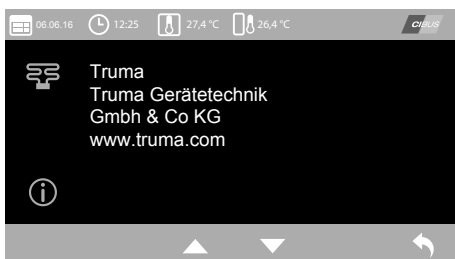 06.06.16 12:25 27,4 °C 26,4 °C CIBUS
Truma
Truma Gerätetechnik
Gmbh & Co KG
www.truma.com